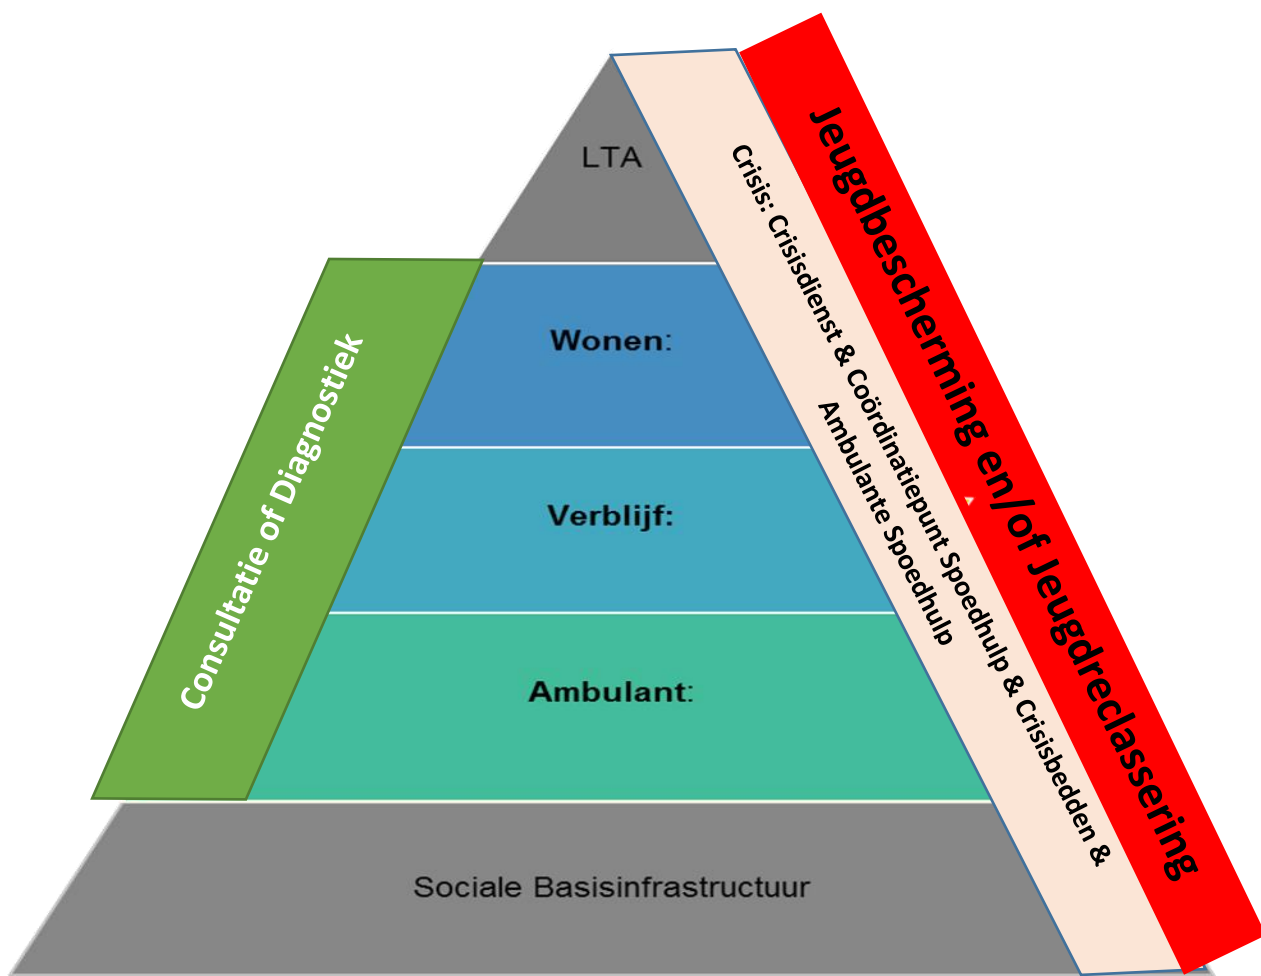 LTA
Wonen:
Verblijf:
Ambulant:
Sociale Basisinfrastructuur
Consultatie of Diagnostiek
Crisis: Crisisdienst & Coördinatiepunt Spoedhulp & Crisisbedden &
Ambulante Spoedhulp
Jeugdbescherming en/of Jeugdreclassering